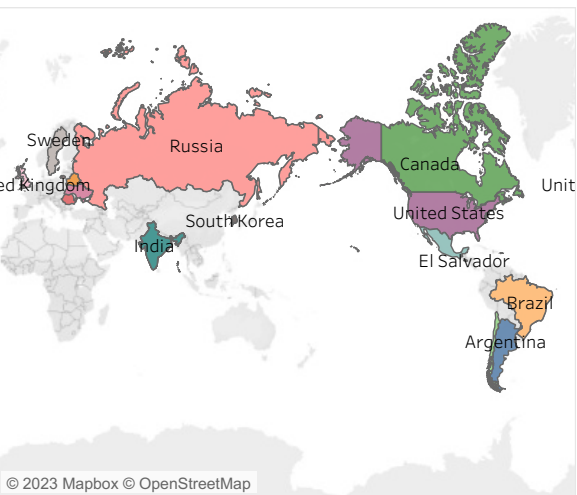 Sweden
Russia
Canada
ed Kingdom
Unit
United States
South Korea
India
El Salvador
Brazil
Argentina
© 2023 Mapbox © OpenStreetMap